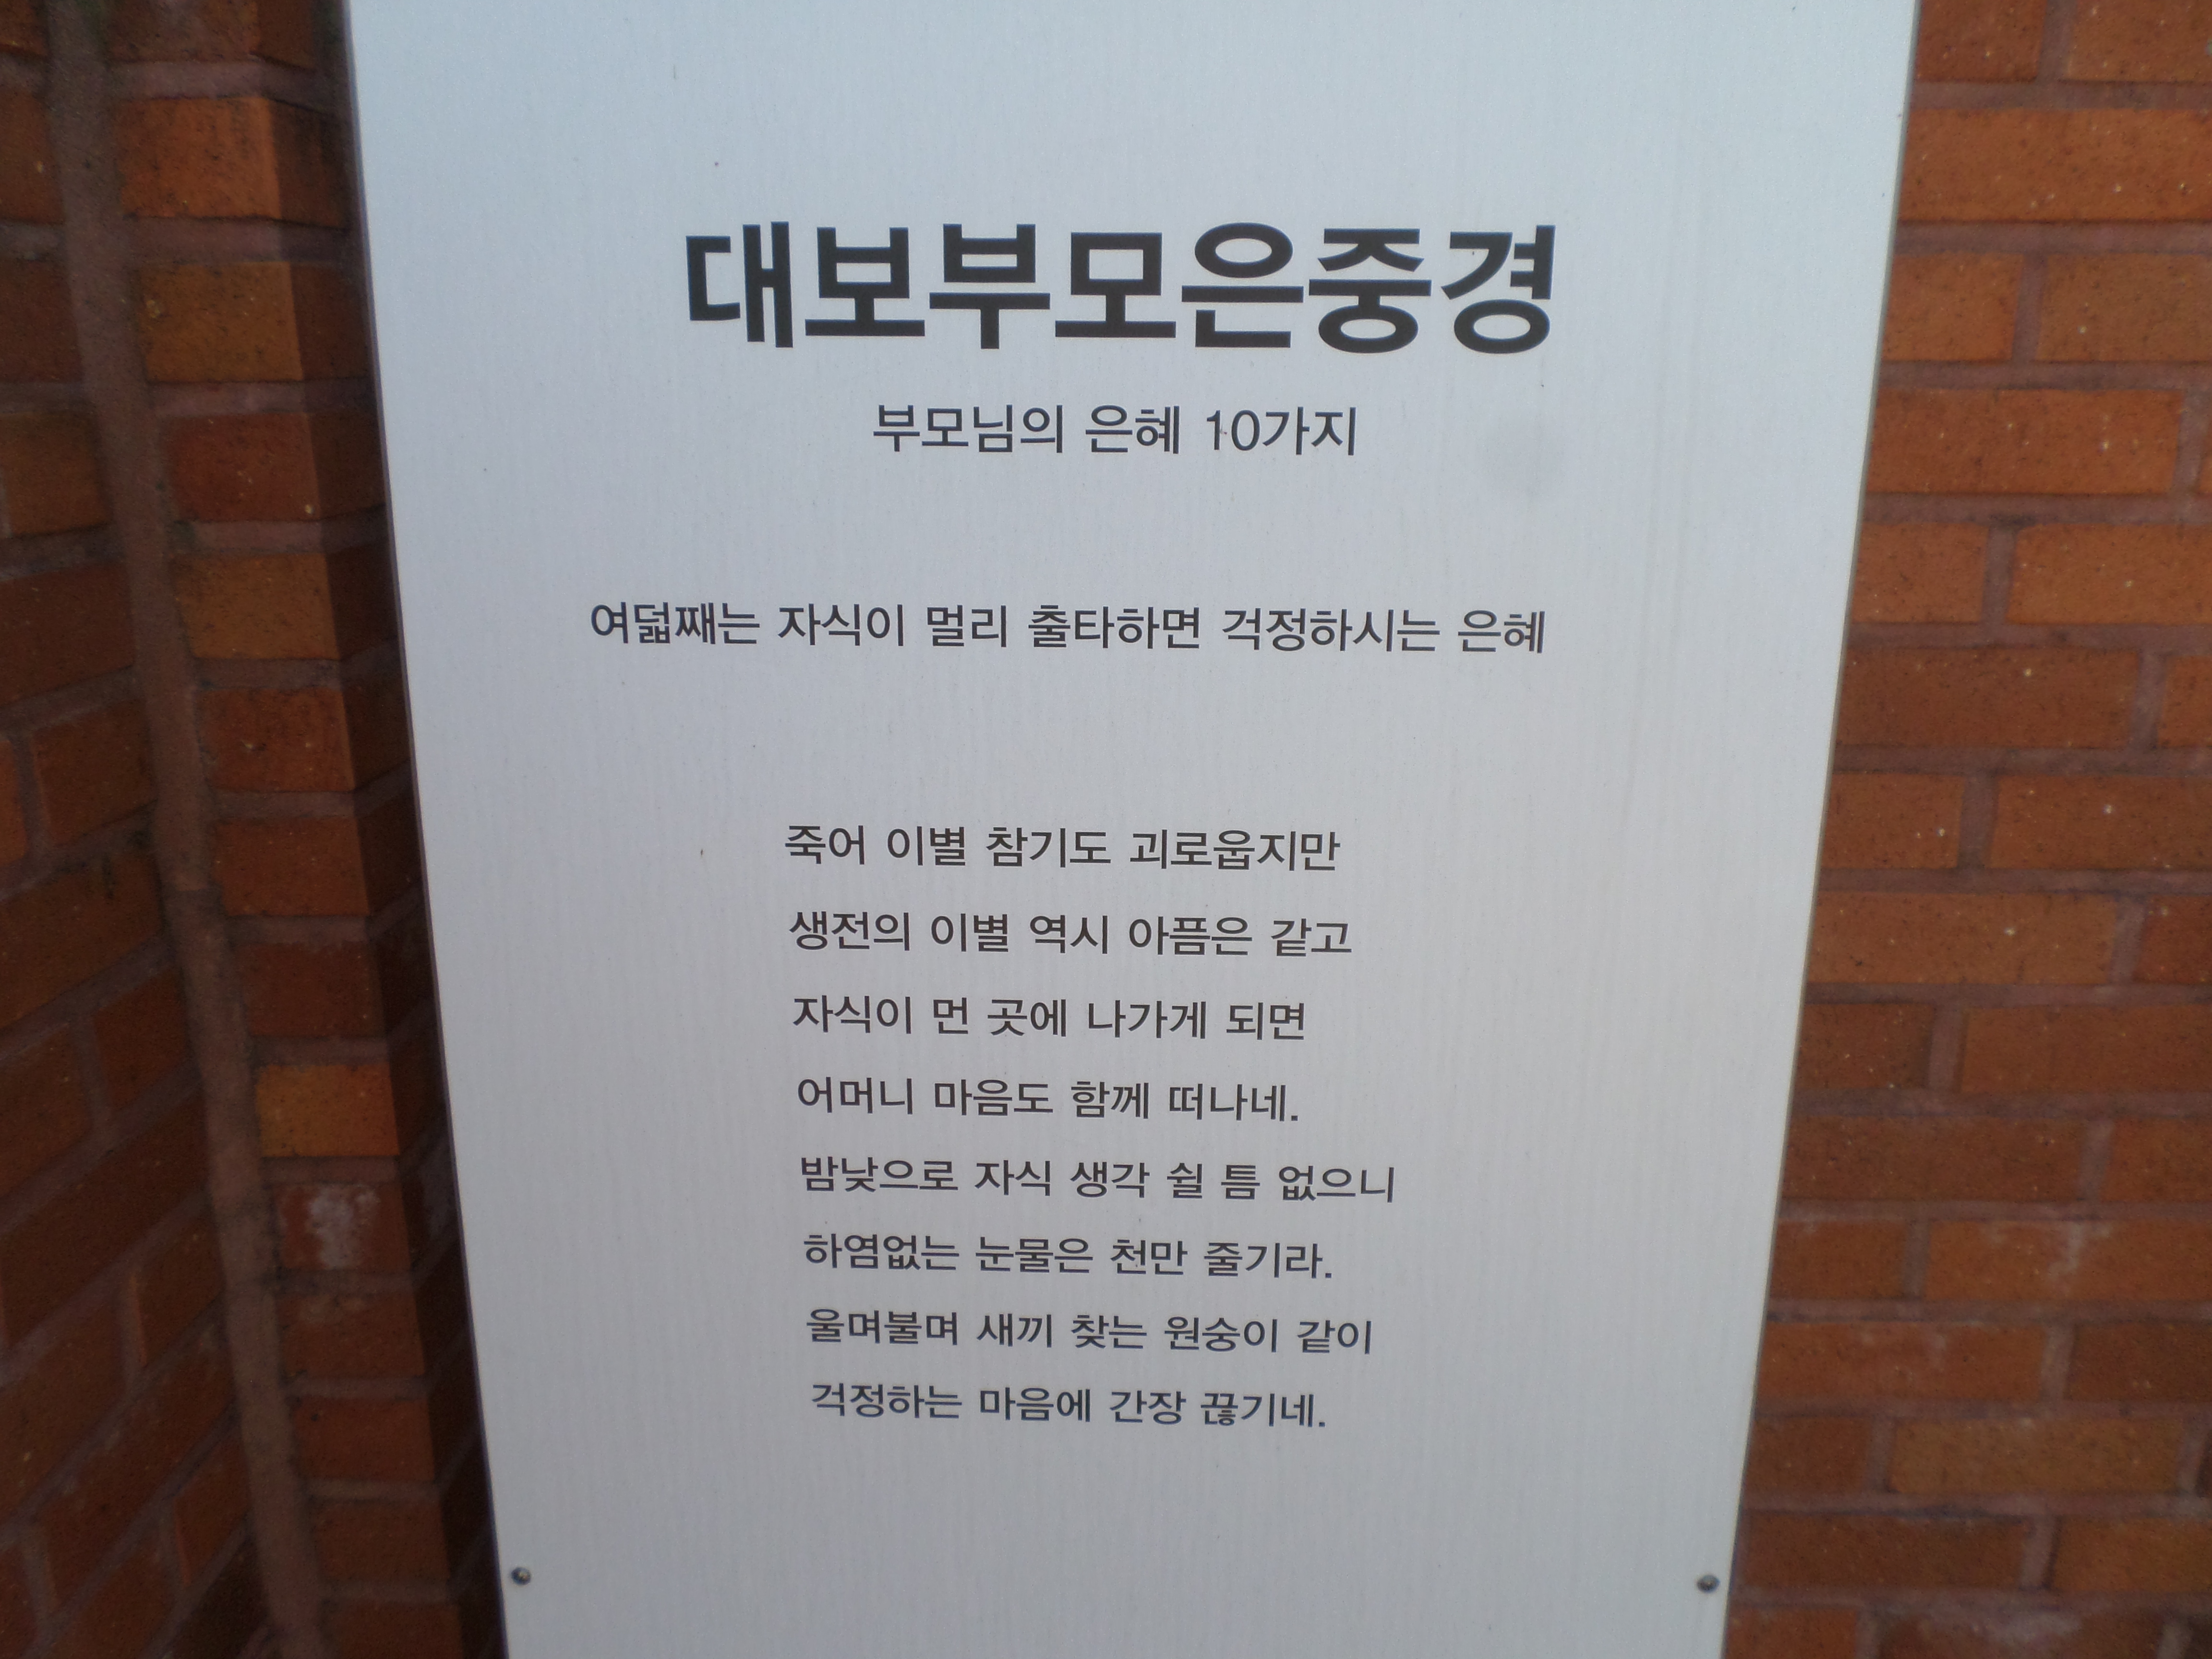 대보부모은중경
부모님의 은혜 10가지
여덟째는 자식이 멀리 출타하면 걱정하시는 은혜
죽어 이별 참기도 괴로웁지만
생전의 이별 역시 아픔은 같고
자식이 먼 곳에 나가게 되면
어머니 마음도 함께 떠나네.
밤낮으로 자식 생각 쉴 틈 없으니
하염없는 눈물은 천만 줄기라.
울며불며 새끼 찾는 원숭이 같이
걱정하는 마음에 간장 끊기네.